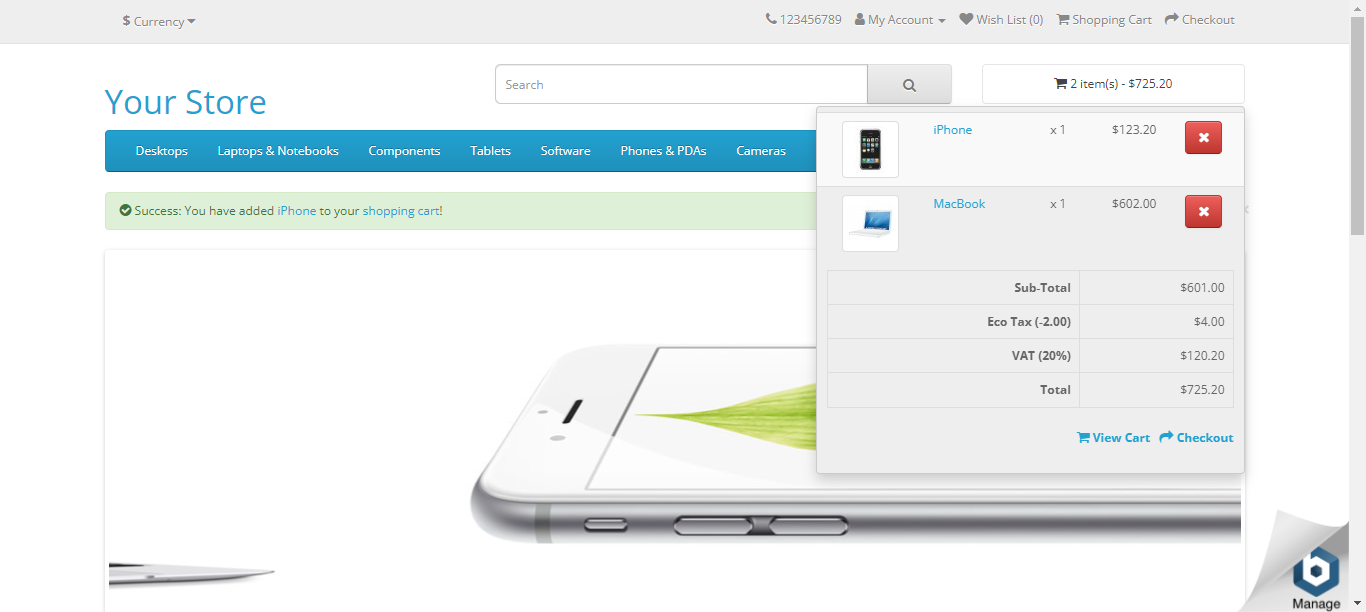 $ Currency
123456789 My Account Wish List (0) Shopping Cart Checkout
Your Store
Search
2 item(s) - $725.20
Desktops Laptops & Notebooks Components Tablets Software Phones & PDAs Cameras
Success: You have added iPhone to your shopping cart!
iPhone x 1 $123.20
MacBook x 1 $602.00
Sub-Total $601.00
Eco Tax (-2.00) $4.00
VAT (20%) $120.20
Total $725.20
View Cart Checkout
b
Manage